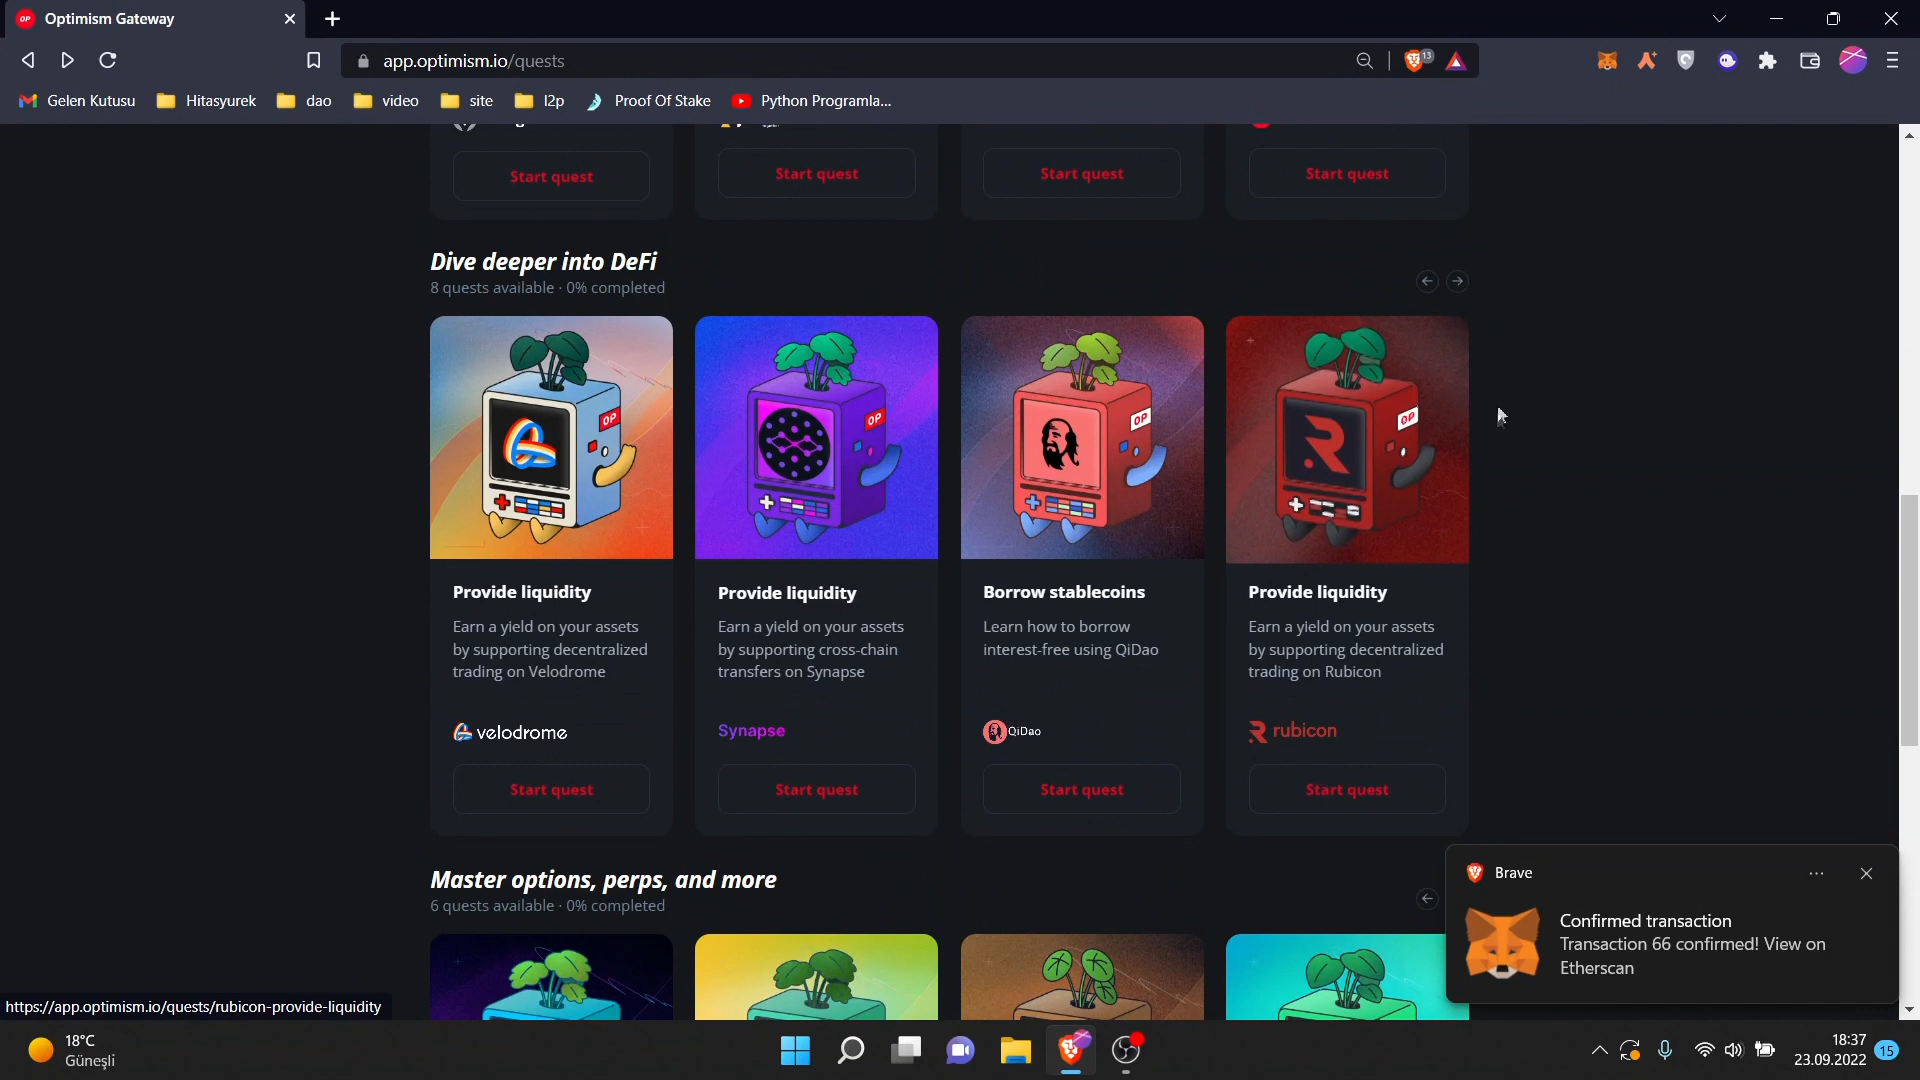 Optimism Gateway
app.optimism.io/quests
13
Gelen Kutusu
Hitasyurek
dao
video
site
l2p
Proof Of Stake
Python Programla...
Start quest
Start quest
Start quest
Start quest
Dive deeper into DeFi
8 quests available · 0% completed
OP
OP
OP
OP
Provide liquidity
Earn a yield on your assets
by supporting decentralized
trading on Velodrome
velodrome
Start quest
Provide liquidity
Earn a yield on your assets
by supporting cross-chain
transfers on Synapse
Synapse
Start quest
Borrow stablecoins
Learn how to borrow
interest-free using QiDao
QiDao
Start quest
Provide liquidity
Earn a yield on your assets
by supporting decentralized
trading on Rubicon
rubicon
Start quest
Master options, perps, and more
6 quests available · 0% completed
Brave
Confirmed transaction
Transaction 66 confirmed! View on
Etherscan
https://app.optimism.io/quests/rubicon-provide-liquidity
18°C
Güneşli
18:37
23.09.2022
15